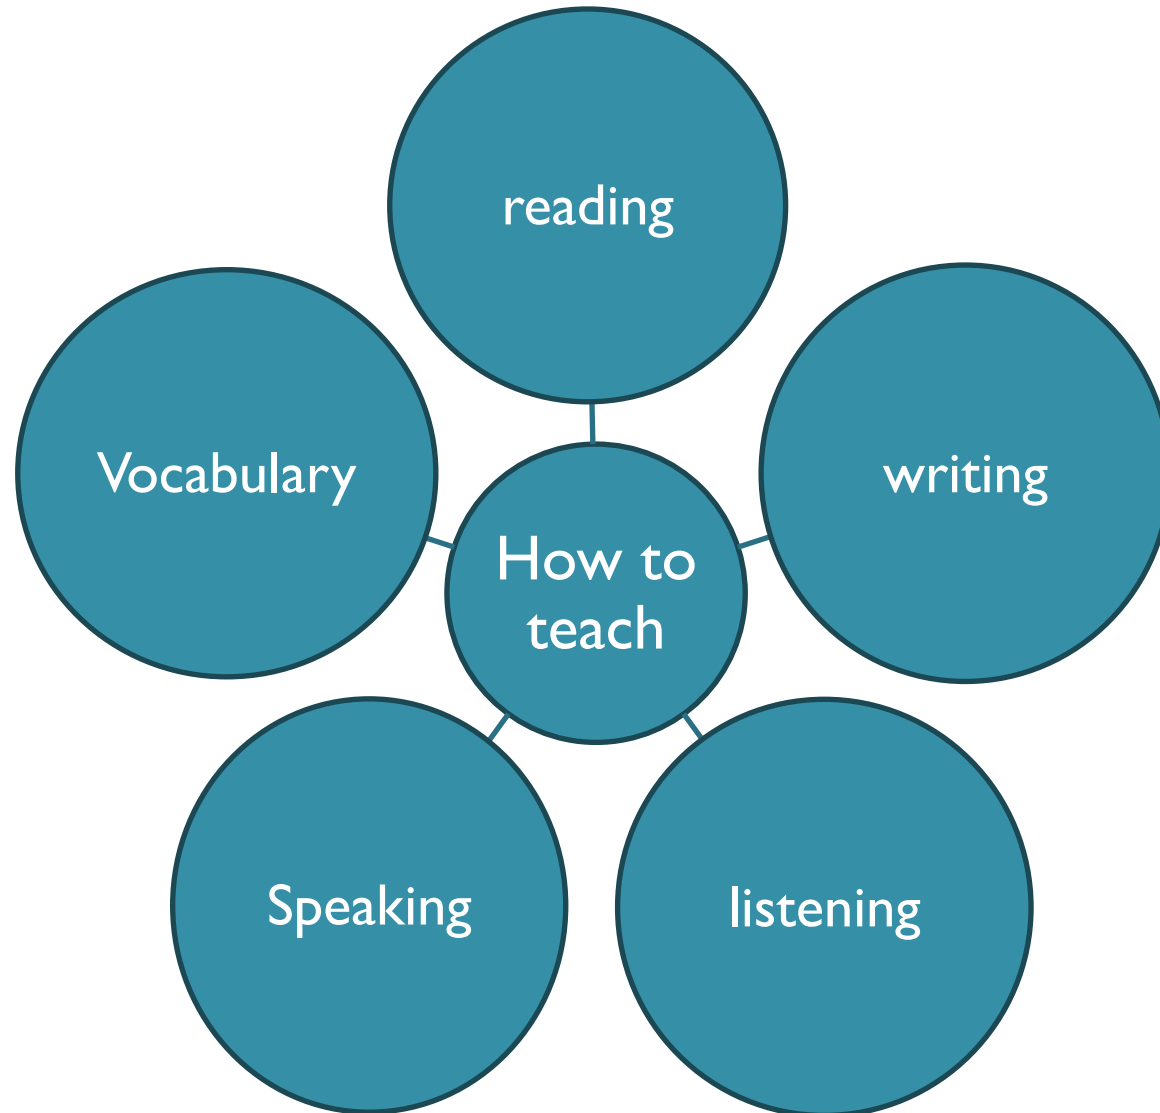 reading
Vocabulary
writing
How to
teach
Speaking
listening